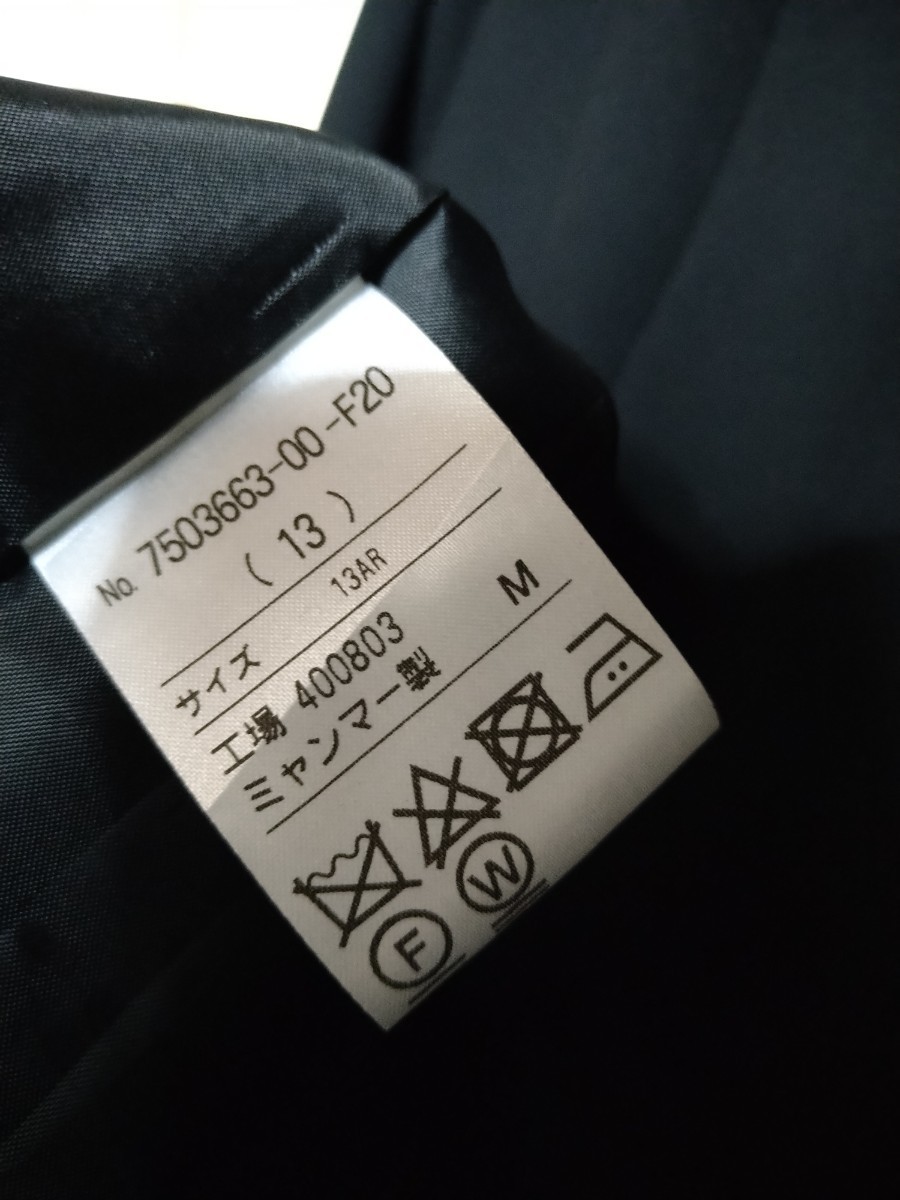 No. 7503663-00-F20
( 13 )
サイズ 13AR
工場 400803 M
ミャンマー製
F W